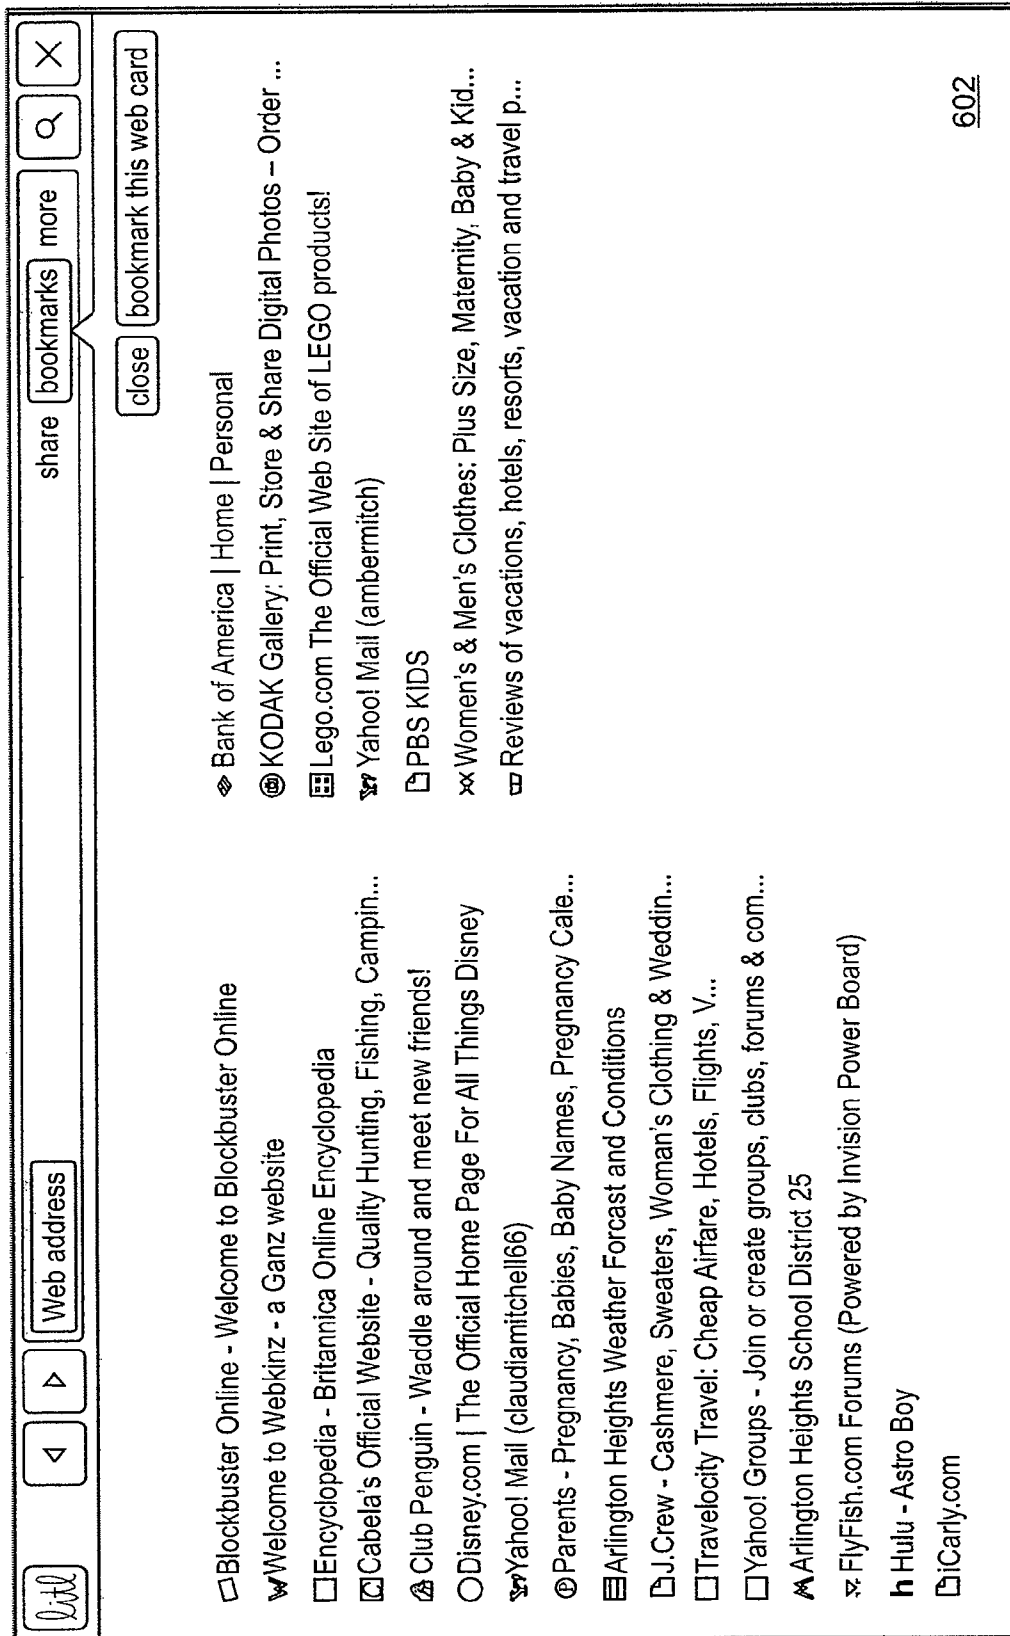 litl
Web address
share bookmarks more
close bookmark this web card
Blockbuster Online - Welcome to Blockbuster Online
Welcome to Webkinz - a Ganz website
Encyclopedia - Britannica Online Encyclopedia
Cabela's Official Website - Quality Hunting, Fishing, Campin...
Club Penguin - Waddle around and meet new friends!
Disney.com | The Official Home Page For All Things Disney
Yahoo! Mail (claudiamitchell66)
Parents - Pregnancy, Babies, Baby Names, Pregnancy Cale...
Arlington Heights Weather Forcast and Conditions
J.Crew - Cashmere, Sweaters, Woman's Clothing & Weddin...
Travelocity Travel: Cheap Airfare, Hotels, Flights, V...
Yahoo! Groups - Join or create groups, clubs, forums & com...
Arlington Heights School District 25
FlyFish.com Forums (Powered by Invision Power Board)
h Hulu - Astro Boy
iCarly.com
Bank of America | Home | Personal
KODAK Gallery: Print, Store & Share Digital Photos – Order ...
Lego.com The Official Web Site of LEGO products!
Yahoo! Mail (ambermitch)
PBS KIDS
Women's & Men's Clothes: Plus Size, Maternity, Baby & Kid...
Reviews of vacations, hotels, resorts, vacation and travel p...
602